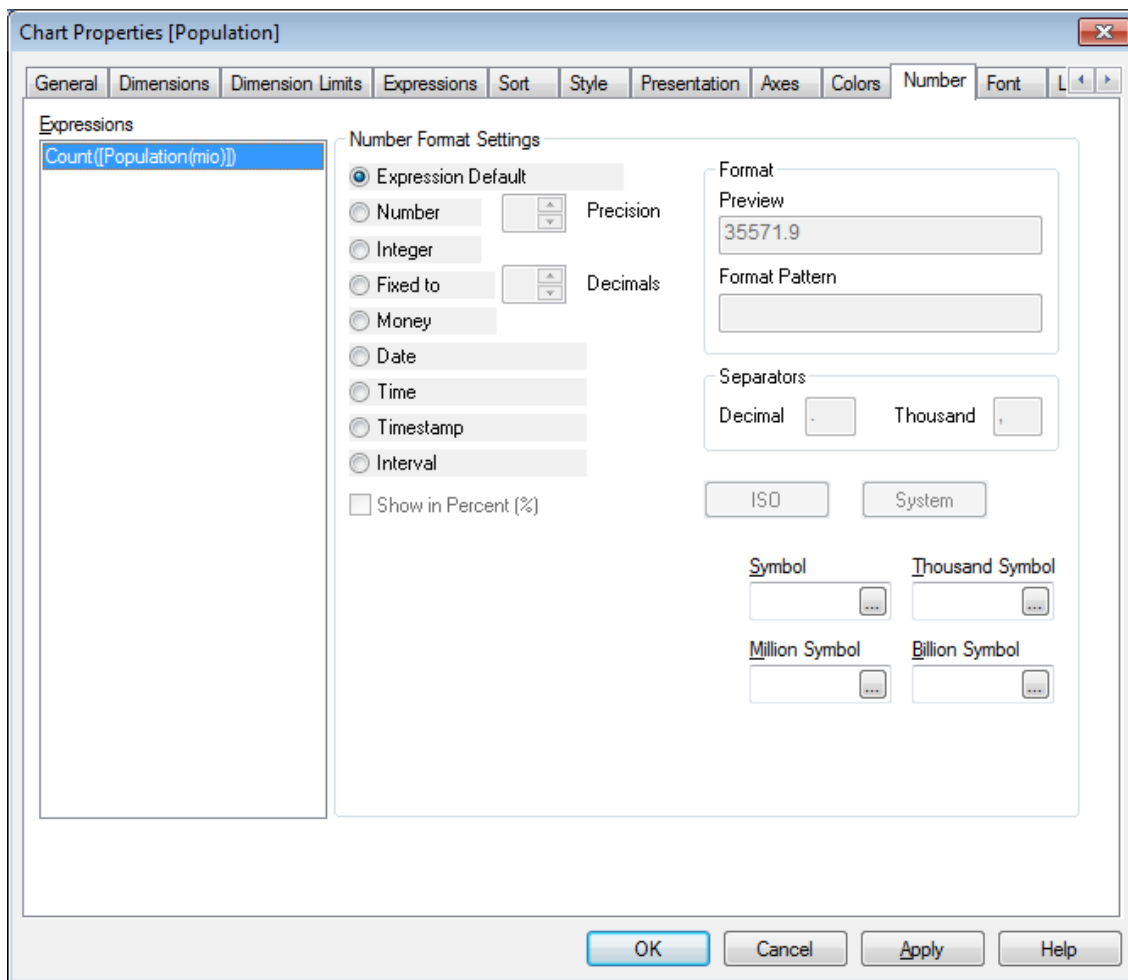 Chart Properties [Population]
General Dimensions Dimension Limits Expressions Sort Style Presentation Axes Colors Number Font L
Expressions
Count([Population(mio)])
Number Format Settings
Expression Default
Number Precision
Integer
Fixed to Decimals
Money
Date
Time
Timestamp
Interval
Show in Percent (%)
Format
Preview
35571.9
Format Pattern
Separators
Decimal . Thousand ,
ISO System
Symbol Thousand Symbol
... ...
Million Symbol Billion Symbol
... ...
OK Cancel Apply Help